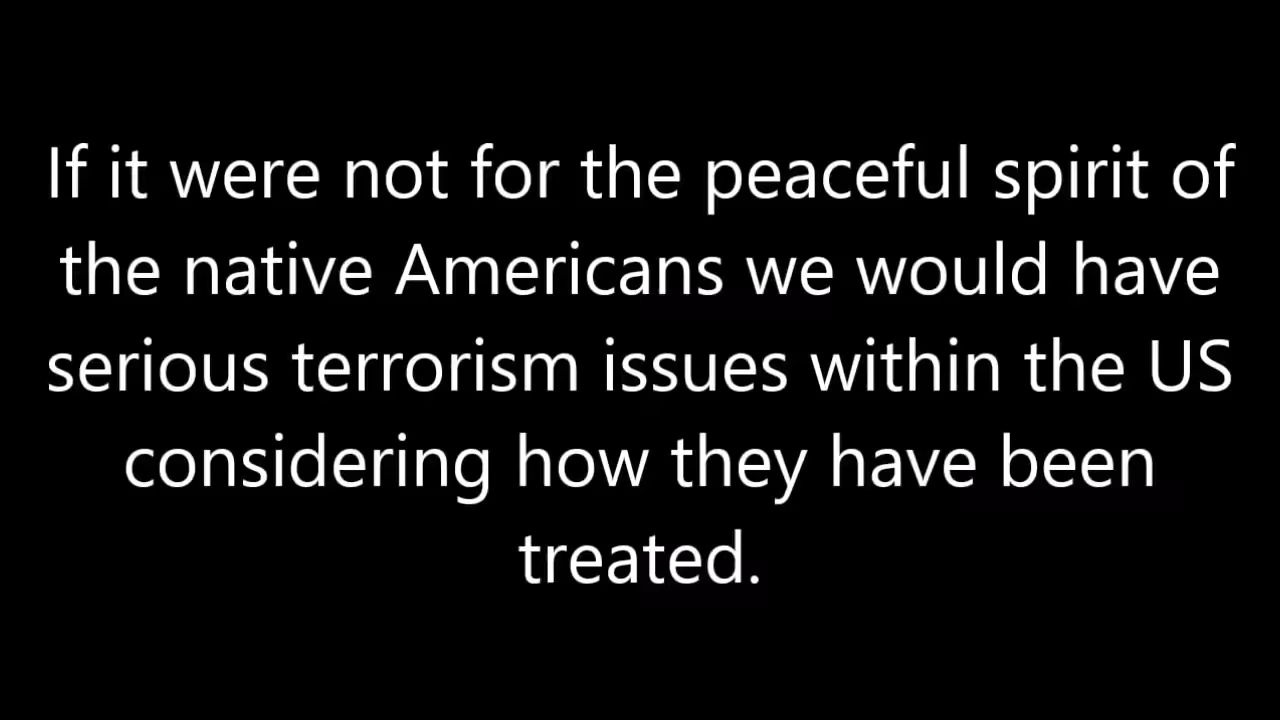 If it were not for the peaceful spirit of
the native Americans we would have
serious terrorism issues within the US
considering how they have been
treated.